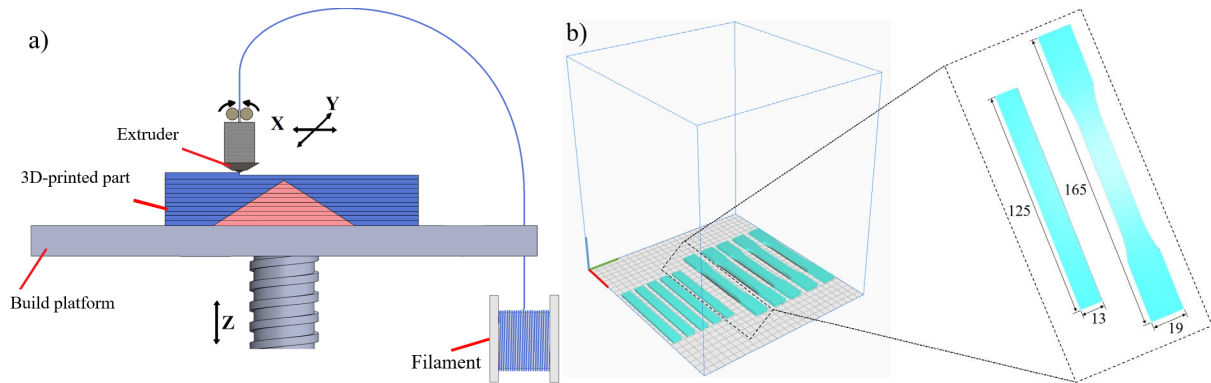 a)
Y
X
Extruder
3D-printed part
Build platform
Z
Filament
b)
125
165
13
19